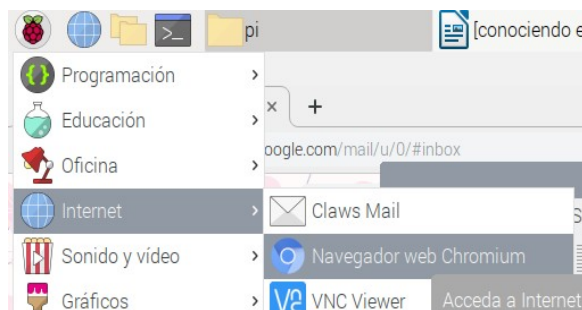 pi
[conociendo e
Programación
Educación
oogle.com/mail/u/0/#inbox
Oficina
Internet
Claws Mail
Sonido y vídeo
Navegador web Chromium
Gráficos
VNC Viewer
Acceda a Internet